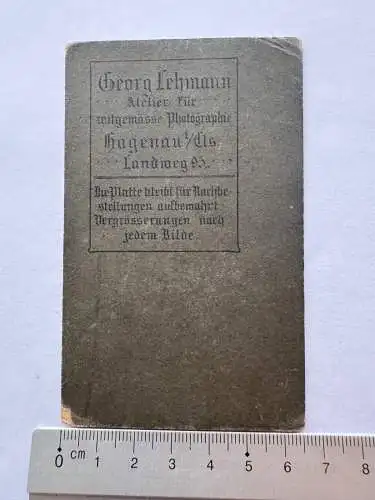 Georg Lehmann
Atelier für
zeitgemässe Photographie
Hagenau i/Els.
Landweg 95.
Die Platte bleibt für Nachbe-
stellungen aufbewahrt
Vergrösserungen nach
jedem Bilde.
0 1 2 3 4 5 6 7 8
cm